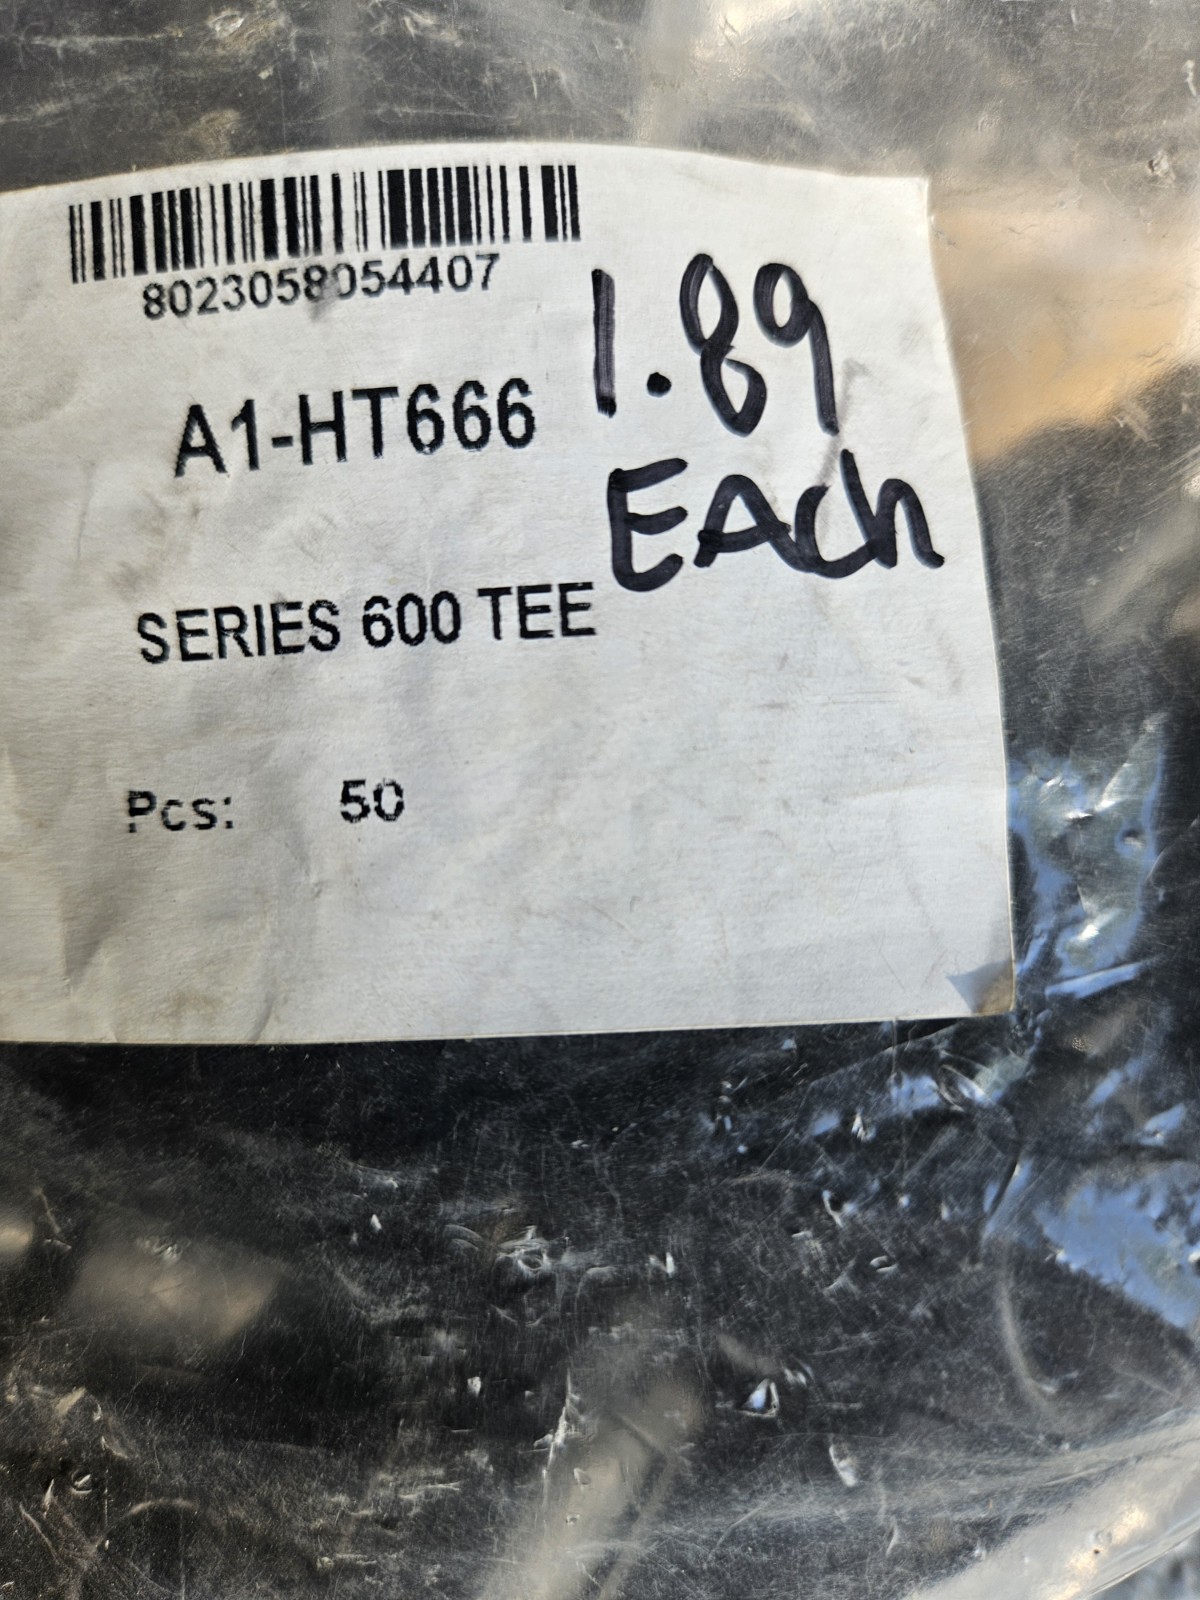 8023058054407
1.89
A1-HT666
EACh
SERIES 600 TEE
Pcs: 50